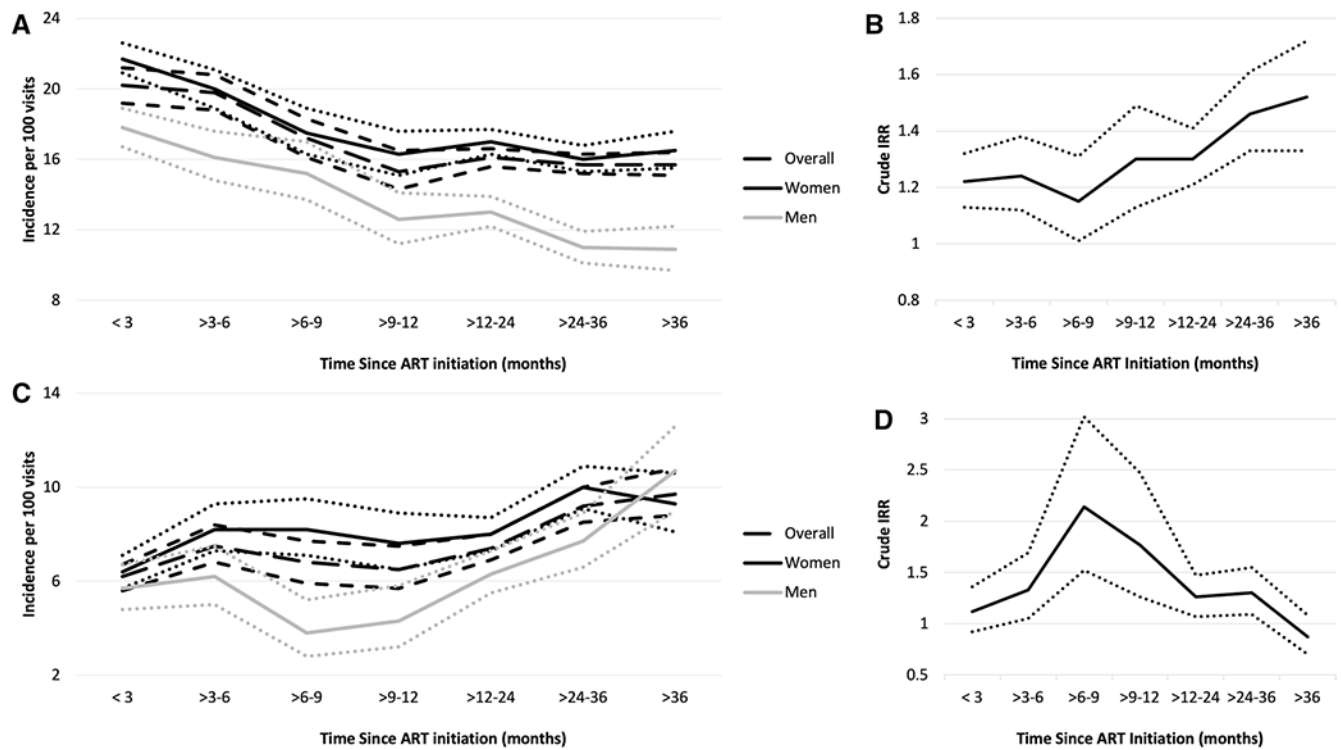 A
24
20
16
12
8
Incidence per 100 visits
< 3 >3-6 >6-9 >9-12 >12-24 >24-36 >36
Time Since ART initiation (months)
Overall
Women
Men
B
1.8
1.6
1.4
1.2
1
0.8
Crude IRR
< 3 >3-6 >6-9 >9-12 >12-24 >24-36 >36
Time Since ART Initiation (months)
C
14
10
6
2
Incidence per 100 visits
< 3 >3-6 >6-9 >9-12 >12-24 >24-36 >36
Time Since ART initiation (months)
Overall
Women
Men
D
3
2.5
2
1.5
1
0.5
Crude IRR
< 3 >3-6 >6-9 >9-12 >12-24 >24-36 >36
Time Since ART Initiation (months)